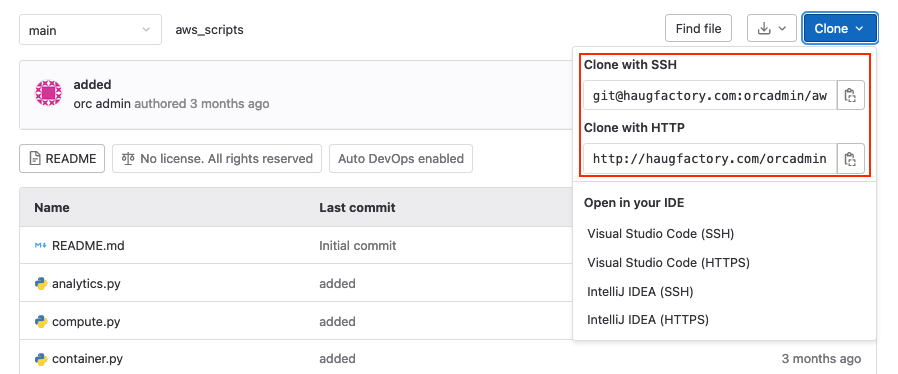 main
aws_scripts
Find file
Clone
added
orc admin authored 3 months ago
Clone with SSH
git@haugfactory.com:orcadmin/aw
Clone with HTTP
http://haugfactory.com/orcadmin
README
No license. All rights reserved
Auto DevOps enabled
Open in your IDE
Visual Studio Code (SSH)
Visual Studio Code (HTTPS)
IntelliJ IDEA (SSH)
IntelliJ IDEA (HTTPS)
Name Last commit
M README.md Initial commit
analytics.py added
compute.py added
container.py added 3 months ago